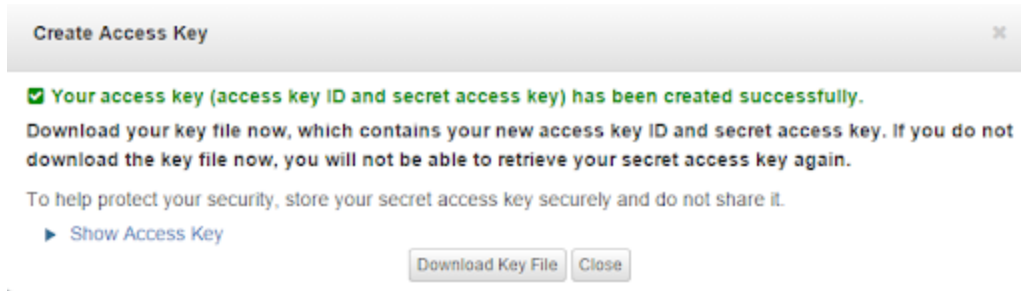 Create Access Key
Your access key (access key ID and secret access key) has been created successfully.
Download your key file now, which contains your new access key ID and secret access key. If you do not
download the key file now, you will not be able to retrieve your secret access key again.
To help protect your security, store your secret access key securely and do not share it.
Show Access Key
Download Key File Close